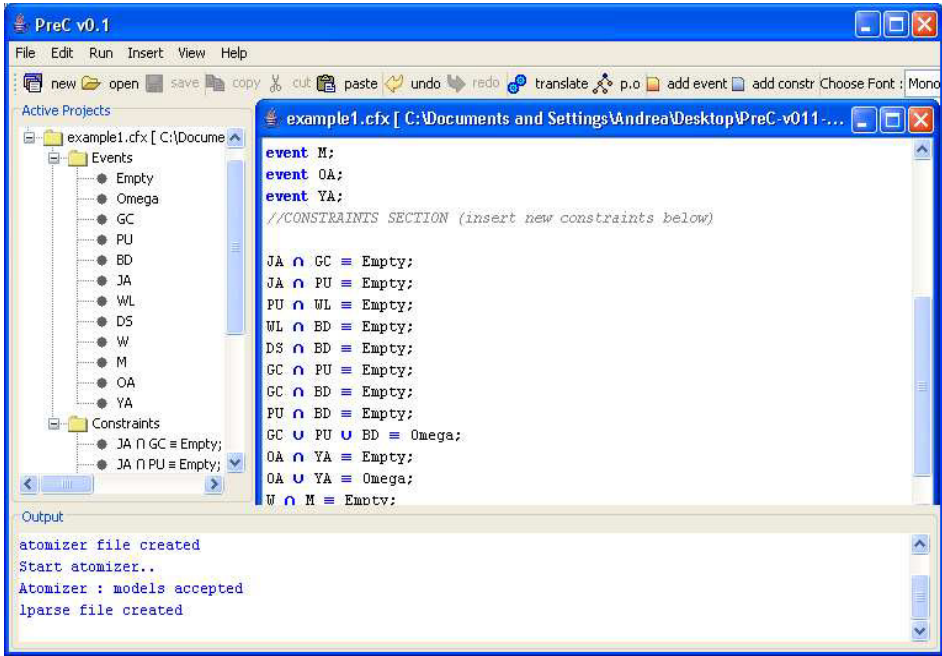 PreC v0.1
File Edit Run Insert View Help
new open save copy cut paste undo redo translate p.o add event add constr Choose Font : Mono
Active Projects
example1.cfx [ C:\Docume
Events
Empty
Omega
GC
PU
BD
JA
WL
DS
W
M
OA
YA
Constraints
JA ∩ GC ≡ Empty;
JA ∩ PU ≡ Empty;
example1.cfx [ C:\Documents and Settings\Andrea\Desktop\PreC-v011-...
event M;
event OA;
event YA;
//CONSTRAINTS SECTION (insert new constraints below)
JA ∩ GC ≡ Empty;
JA ∩ PU ≡ Empty;
PU ∩ WL ≡ Empty;
WL ∩ BD ≡ Empty;
DS ∩ BD ≡ Empty;
GC ∩ PU ≡ Empty;
GC ∩ BD ≡ Empty;
PU ∩ BD ≡ Empty;
GC ∪ PU ∪ BD ≡ Omega;
OA ∩ YA ≡ Empty;
OA ∪ YA ≡ Omega;
W ∩ M ≡ Empty;
Output
atomizer file created
Start atomizer..
Atomizer : models accepted
lparse file created